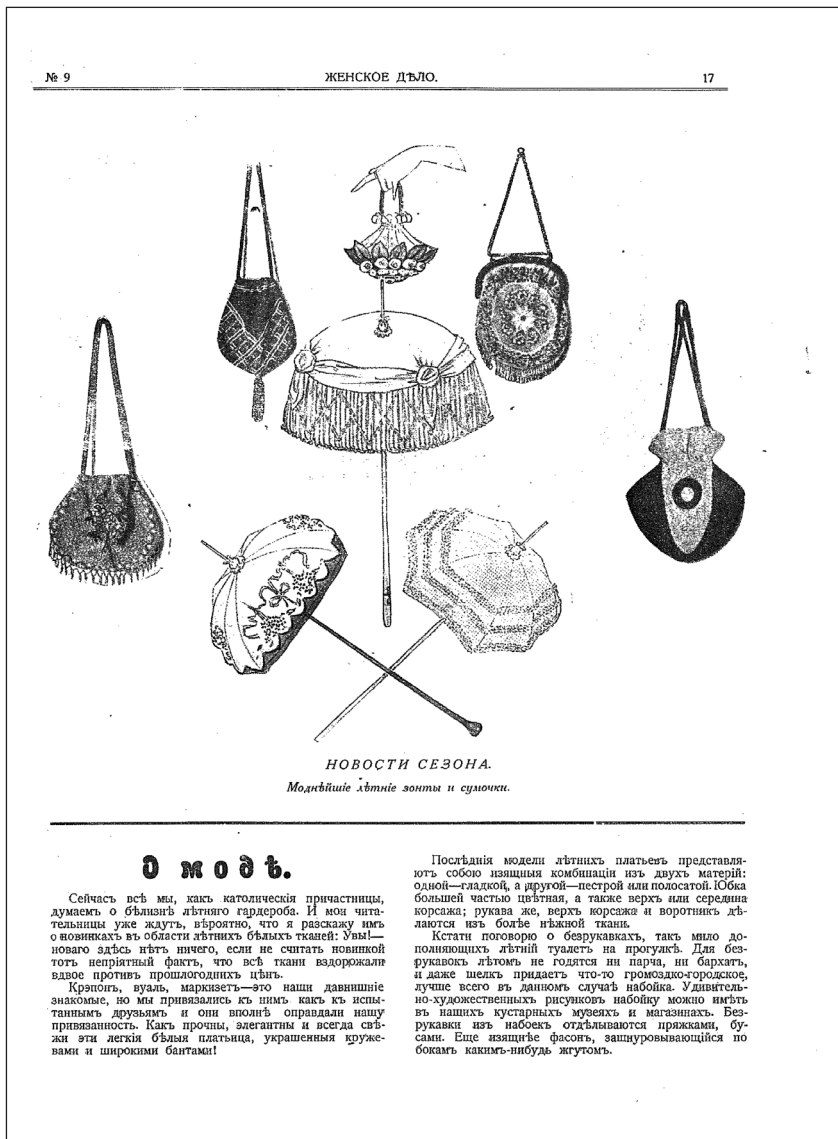 № 9
ЖЕНСКОЕ ДѢЛО.
17
НОВОСТИ СЕЗОНА.
Моднѣйшіе лѣтніе зонты и сумочки.
О модѣ.
Сейчасъ всѣ мы, какъ католическія причастницы,
думаемъ о бѣлизнѣ лѣтняго гардероба. И мои чита-
тельницы уже ждутъ, вѣроятно, что я разскажу имъ
о новинкахъ въ области лѣтнихъ бѣлыхъ тканей: Увы!—
новаго здѣсь нѣтъ ничего, если не считать новинкой
тотъ непріятный фактъ, что всѣ ткани вздорожали
вдвое противъ прошлогоднихъ цѣнъ.
Крэпонъ, вуаль, маркизетъ—это наши давнишніе
знакомые, но мы привязались къ нимъ какъ къ испы-
таннымъ друзьямъ и они вполнѣ оправдали нашу
привязанность. Какъ прочны, элегантны и всегда свѣ-
жи эти легкія бѣлыя платьица, украшенныя круже-
вами и широкими бантами!
Послѣднія модели лѣтнихъ платьевъ представля-
ютъ собою изящныя комбинаціи изъ двухъ матерій:
одной—гладкой, а другой—пестрой или полосатой. Юбка
большей частью цвѣтная, а также верхъ или середина
корсажа; рукава же, верхъ корсажа и воротникъ дѣ-
лаются изъ болѣе нѣжной ткани.
Кстати поговорю о безрукавкахъ, такъ мило до-
полняющихъ лѣтній туалетъ на прогулкѣ. Для без-
рукавокъ лѣтомъ не годятся ни парча, ни бархатъ,
и даже шелкъ придаетъ что-то громоздко-городское,
лучше всего въ данномъ случаѣ набойка. Удивитель-
но-художественныхъ рисунковъ набойку можно имѣть
въ нашихъ кустарныхъ музеяхъ и магазинахъ. Без-
рукавки изъ набоекъ отдѣлываются пряжками, бу-
сами. Еще изящнѣе фасонъ, зашнуровывающійся по
бокамъ какимъ-нибудь жгутомъ.